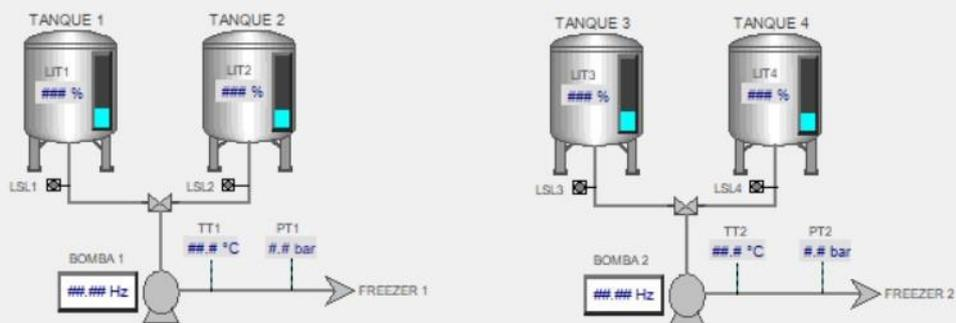 TANQUE 1
TANQUE 2
LIT1
### %
LIT2
### %
LSL1
LSL2
TT1
##.# °C
PT1
#.# bar
BOMBA 1
##.## Hz
FREEZER 1
TANQUE 3
TANQUE 4
LIT3
### %
LIT4
### %
LSL3
LSL4
TT2
##.# °C
PT2
#.# bar
BOMBA 2
##.## Hz
FREEZER 2